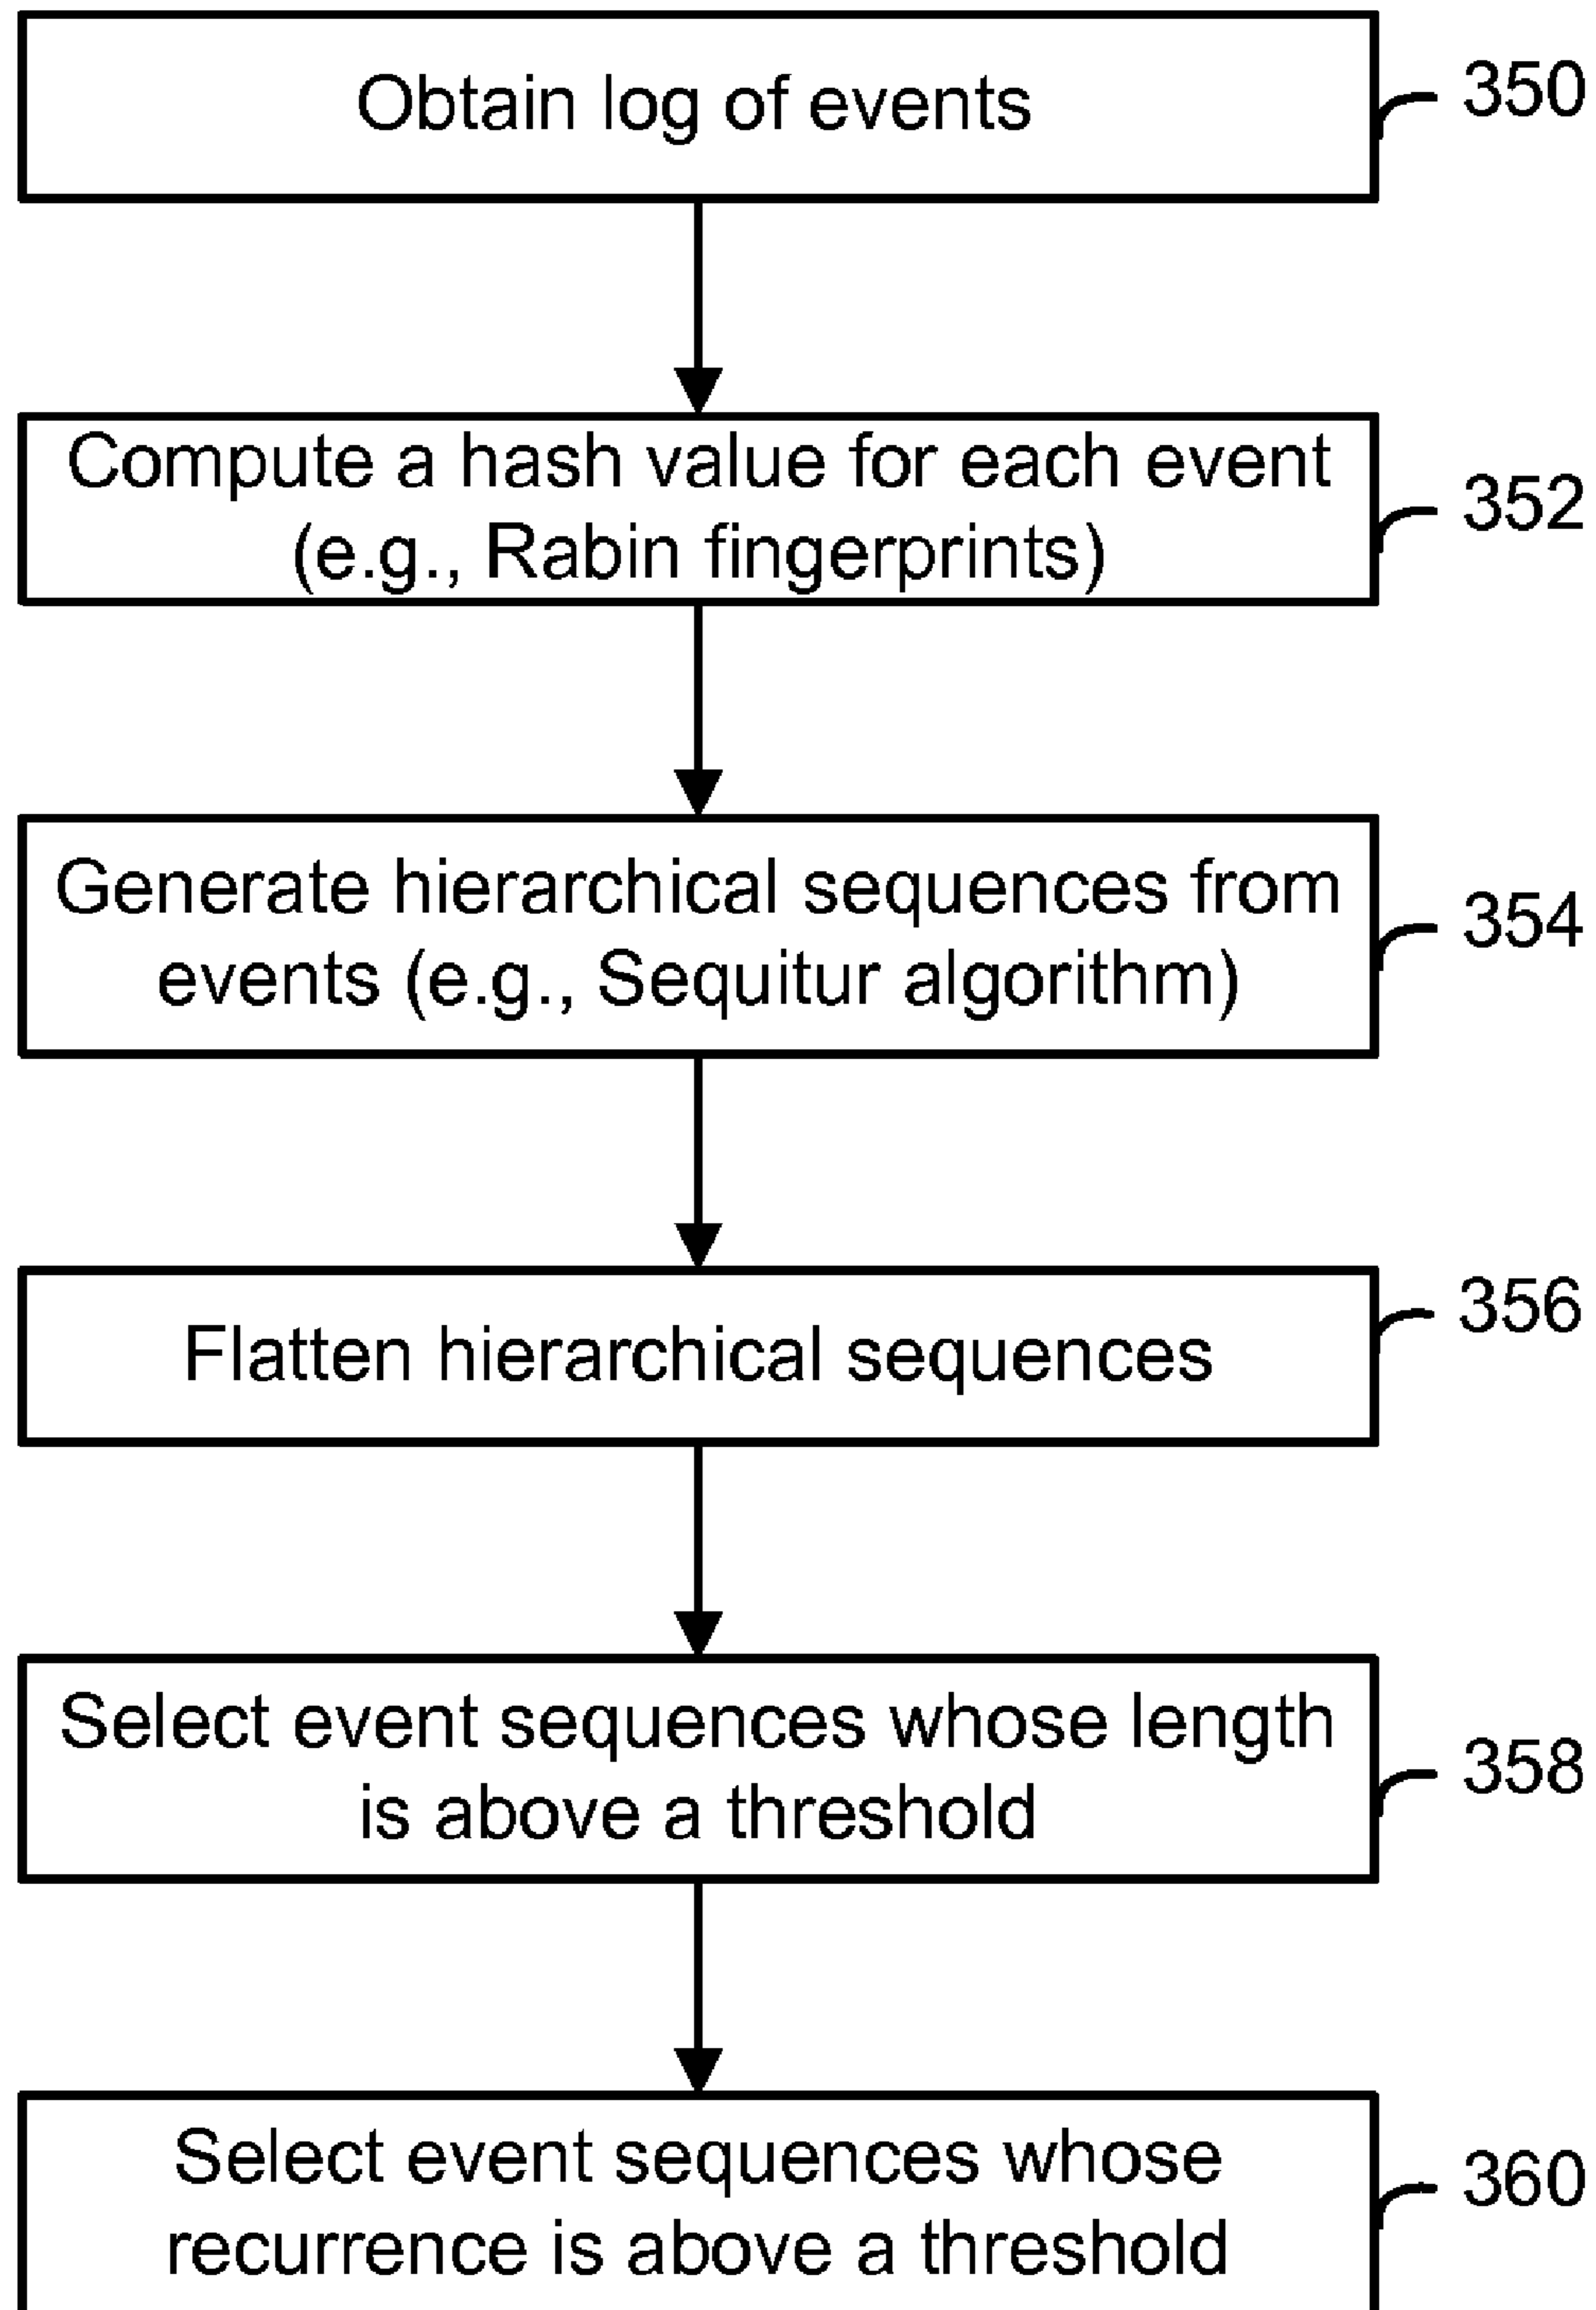 Obtain log of events
350
Compute a hash value for each event
(e.g., Rabin fingerprints)
352
Generate hierarchical sequences from
events (e.g., Sequitur algorithm)
354
Flatten hierarchical sequences
356
Select event sequences whose length
is above a threshold
358
Select event sequences whose
recurrence is above a threshold
360